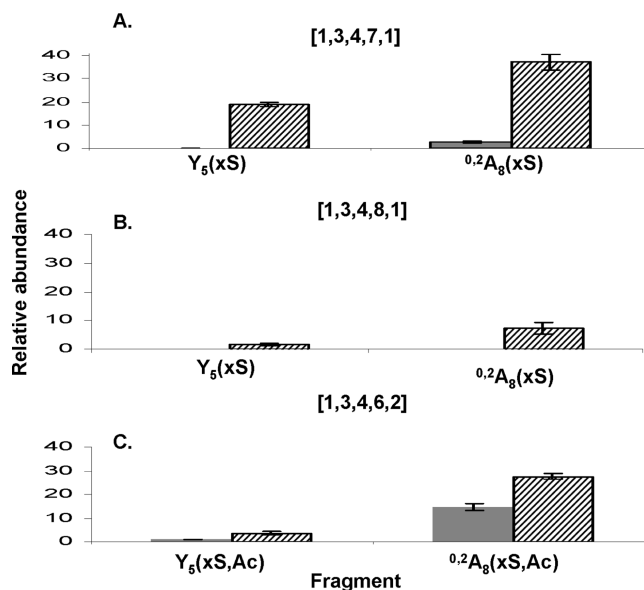 A.
[1,3,4,7,1]
40
30
20
10
0
Y₅(xS) ⁰,²A₈(xS)
B.
[1,3,4,8,1]
40
30
20
10
0
Y₅(xS) ⁰,²A₈(xS)
Relative abundance
[1,3,4,6,2]
C.
40
30
20
10
0
Y₅(xS,Ac) ⁰,²A₈(xS,Ac)
Fragment